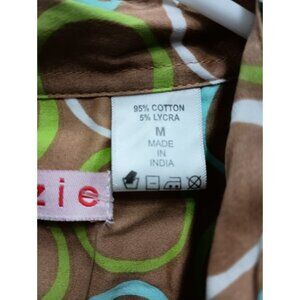 95% COTTON
5% LYCRA
M
MADE
IN
INDIA
zie